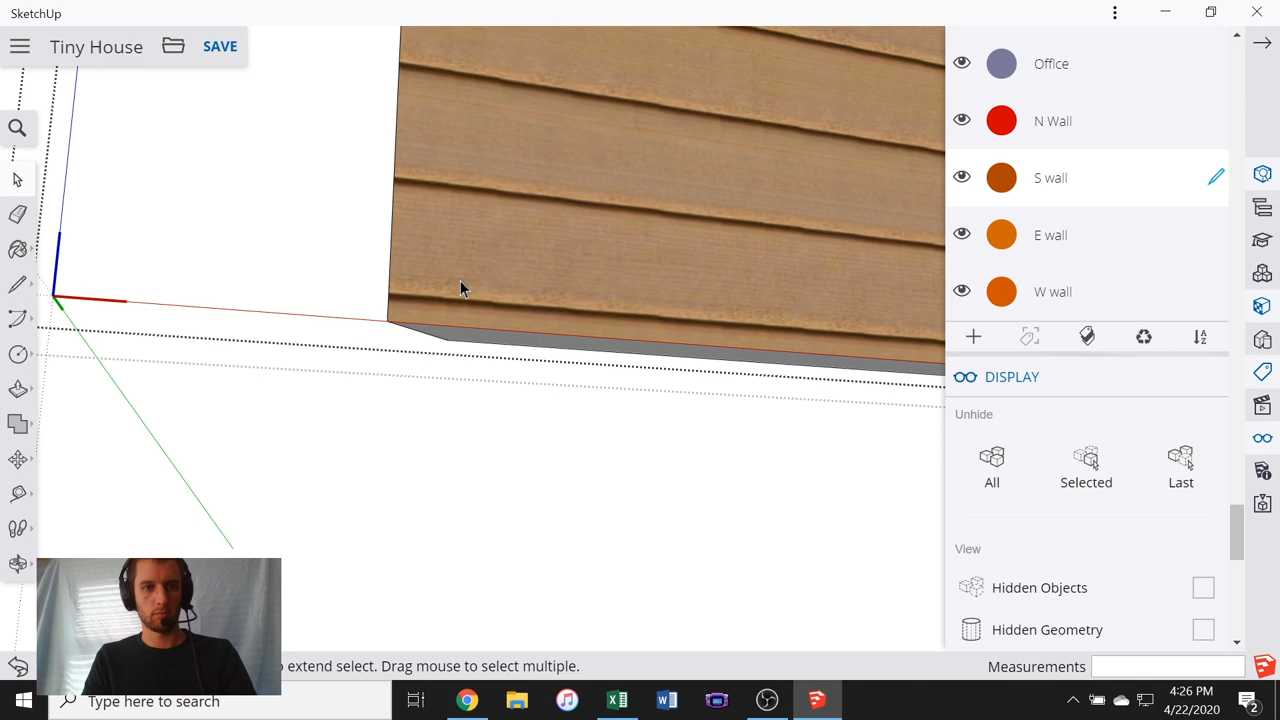 SketchUp
Tiny House
SAVE
Office
N Wall
S wall
E wall
W wall
DISPLAY
Unhide
All
Selected
Last
View
Hidden Objects
Hidden Geometry
extend select. Drag mouse to select multiple.
Measurements
Type here to search
4:26 PM
4/22/2020
2